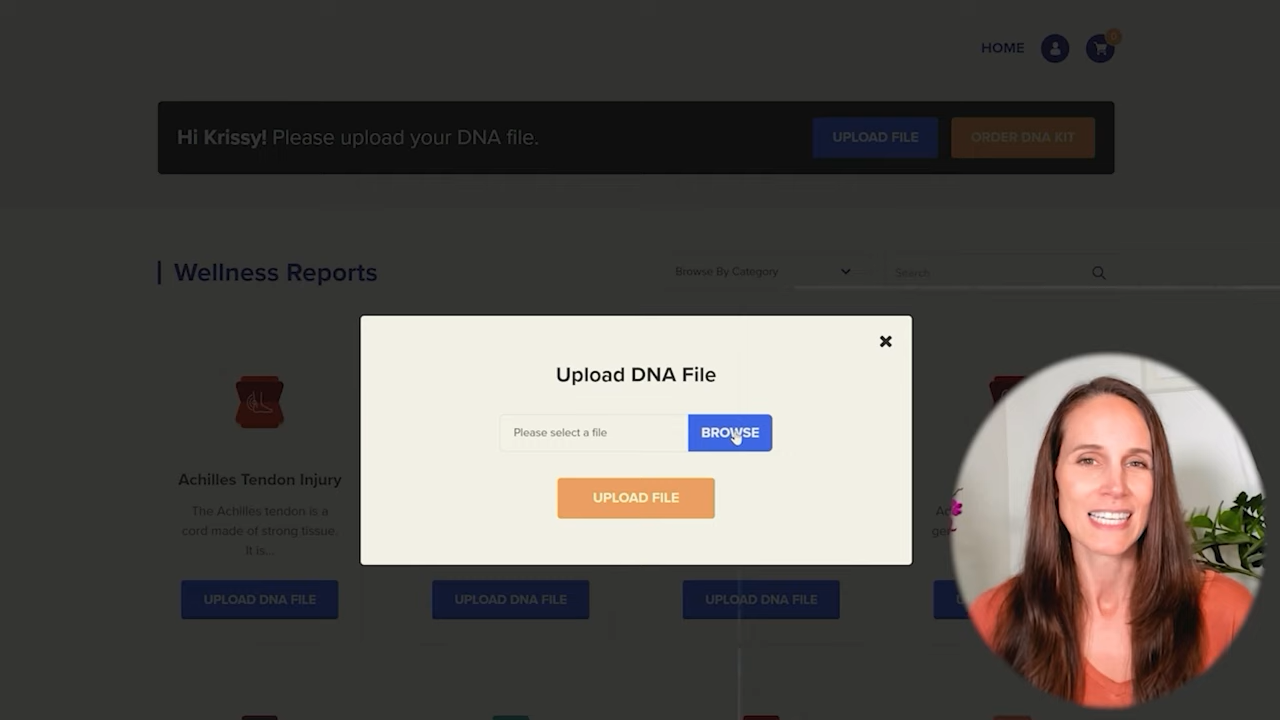 HOME
0
Hi Krissy! Please upload your DNA file.
UPLOAD FILE
ORDER DNA KIT
Wellness Reports
Browse By Category
Search
Upload DNA File
Please select a file
BROWSE
UPLOAD FILE
Achilles Tendon Injury
The Achilles tendon is a
cord made of strong tissue.
It is...
UPLOAD DNA FILE
UPLOAD DNA FILE
UPLOAD DNA FILE